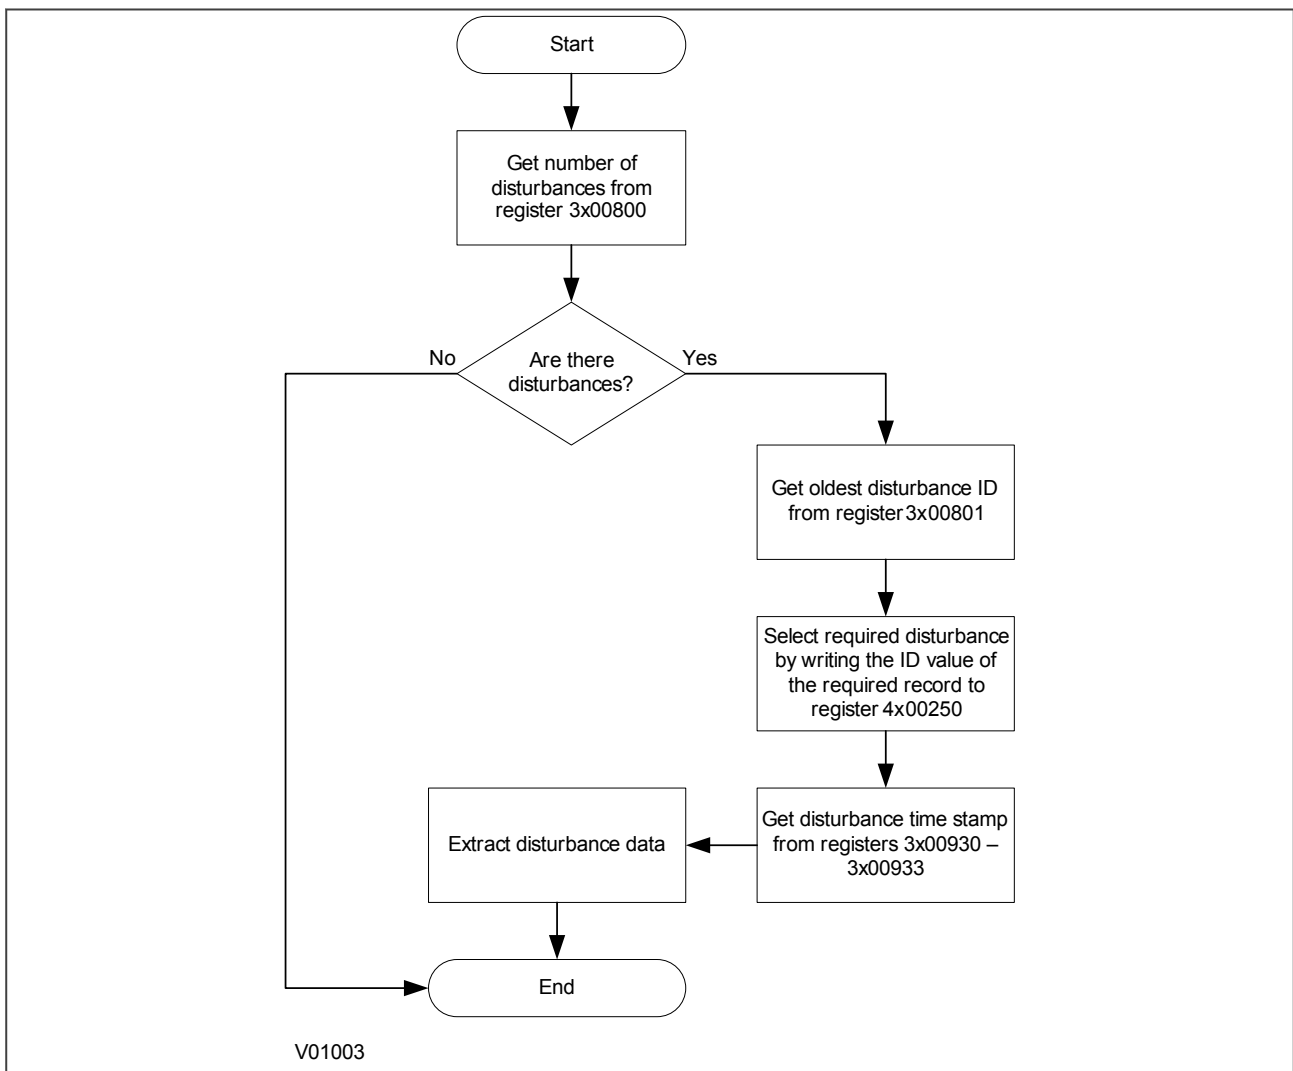 Start
Get number of
disturbances from
register 3x00800
Are there
disturbances?
No
Yes
Get oldest disturbance ID
from register 3x00801
Select required disturbance
by writing the ID value of
the required record to
register 4x00250
Get disturbance time stamp
from registers 3x00930 –
3x00933
Extract disturbance data
End
V01003